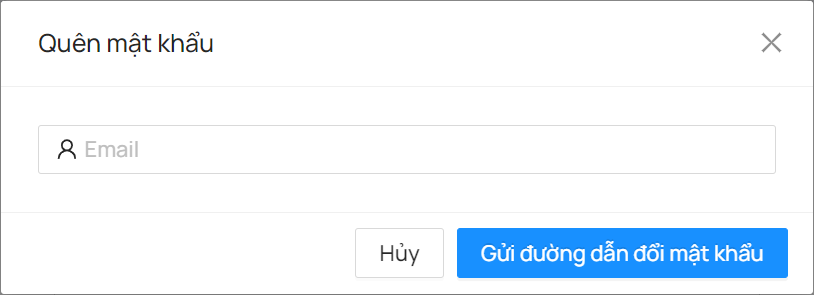 Quên mật khẩu
Email
Hủy
Gửi đường dẫn đổi mật khẩu